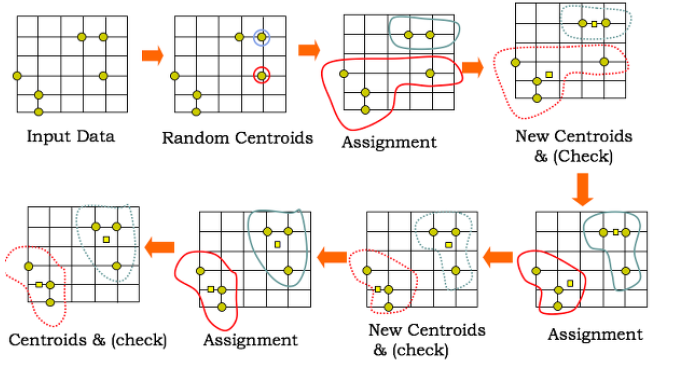 Input Data
Random Centroids
Assignment
New Centroids
& (Check)
Assignment
New Centroids
& (check)
Assignment
Centroids & (check)